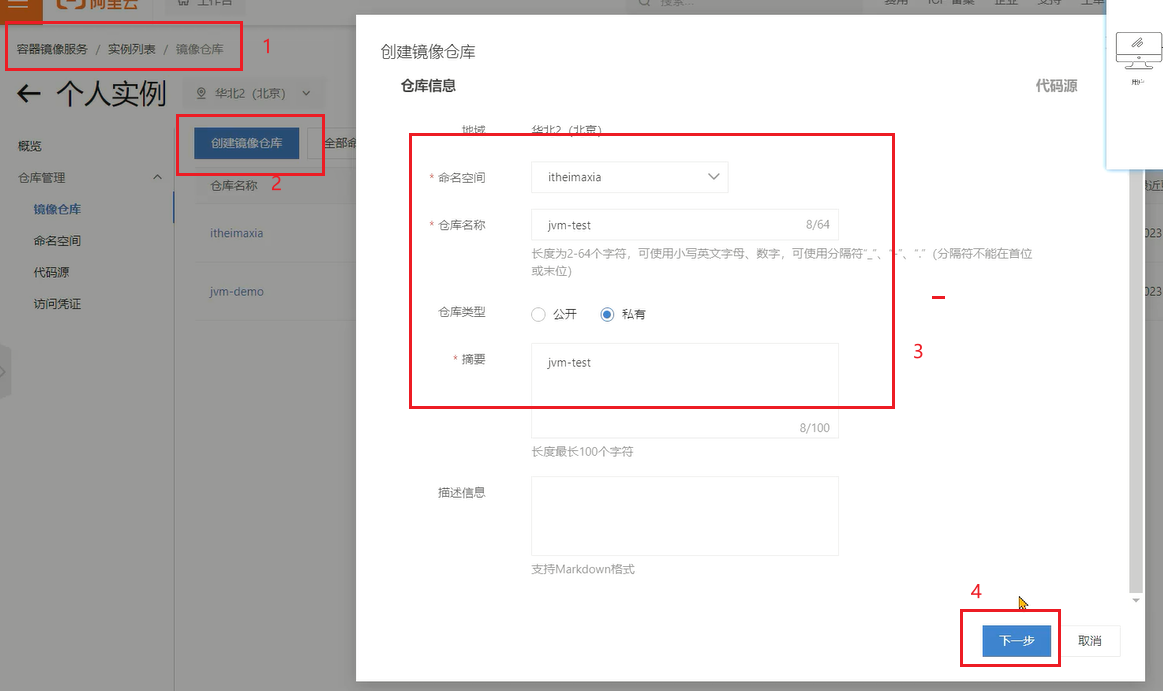 阿里云
工作台
搜索...
费用
ICP 备案
企业
支持
工单
容器镜像服务 / 实例列表 / 镜像仓库
1
个人实例
华北2（北京）
创建镜像仓库
2
仓库名称
itheimaxia
jvm-demo
概览
仓库管理
镜像仓库
命名空间
代码源
访问凭证
创建镜像仓库
仓库信息
代码源
地域
华北2（北京）
* 命名空间
itheimaxia
* 仓库名称
jvm-test
8/64
长度为2-64个字符，可使用小写英文字母、数字，可使用分隔符“_”、“-”、“.”（分隔符不能在首位
或末位）
仓库类型
公开
私有
* 摘要
jvm-test
8/100
长度最长100个字符
3
描述信息
支持Markdown格式
4
下一步
取消